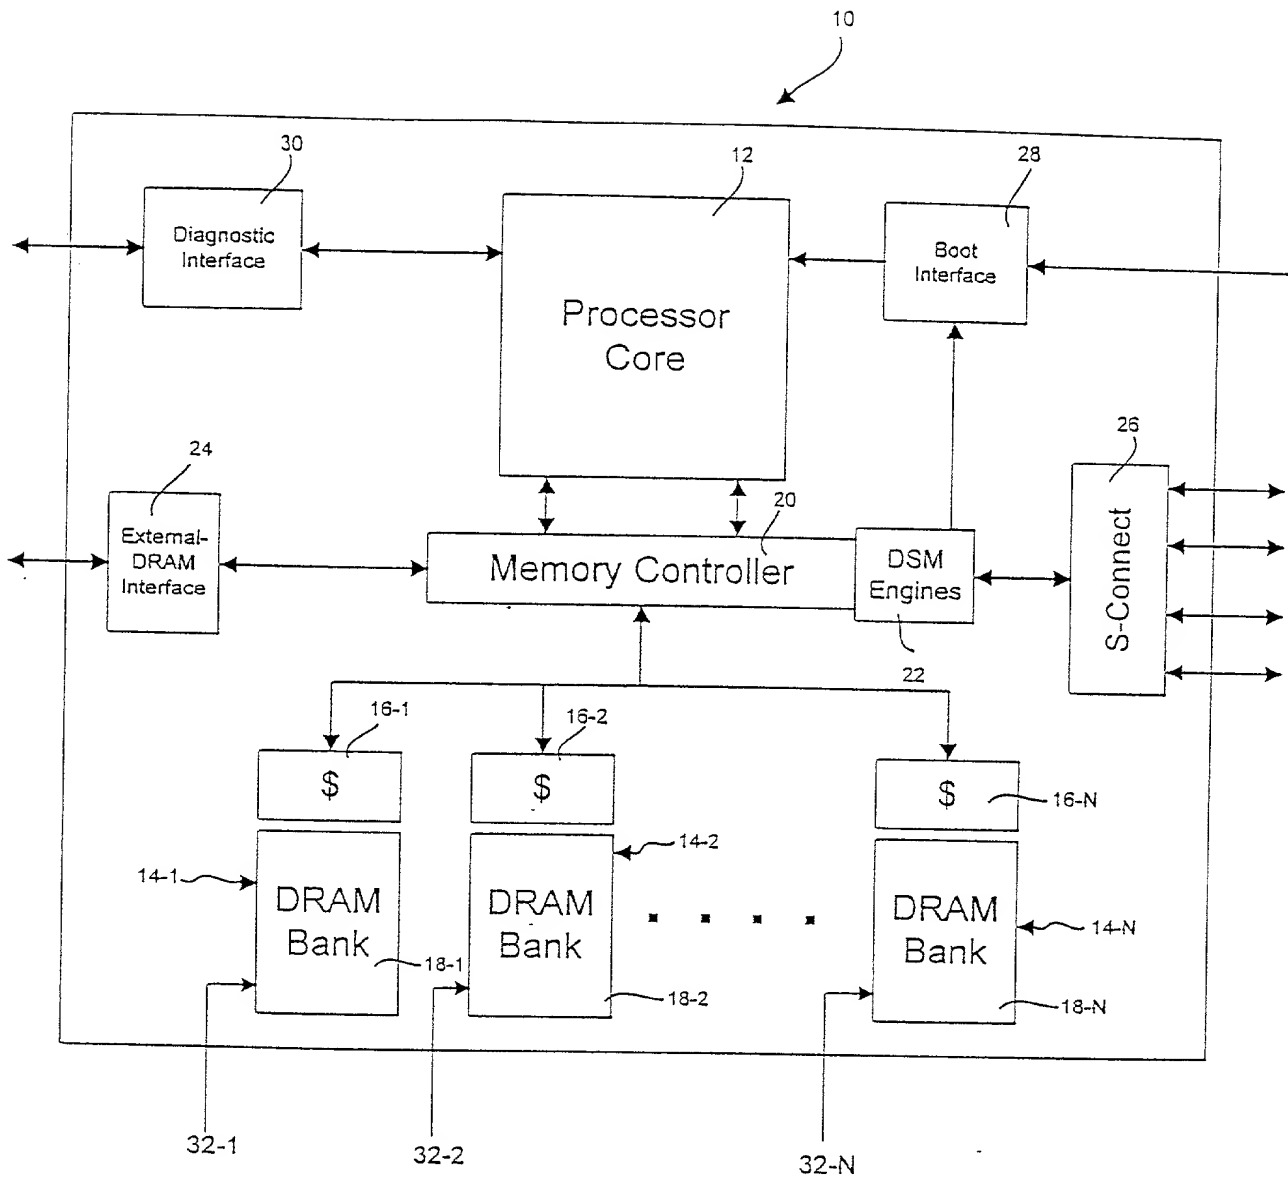 10
30
12
28
Diagnostic
Interface
Boot
Interface
Processor
Core
24
26
External-
DRAM
Interface
20
Memory Controller
DSM
Engines
S-Connect
22
16-1
16-2
$
$
$
16-N
14-1
14-2
DRAM
Bank
DRAM
Bank
DRAM
Bank
14-N
18-1
18-2
18-N
32-1
32-2
32-N